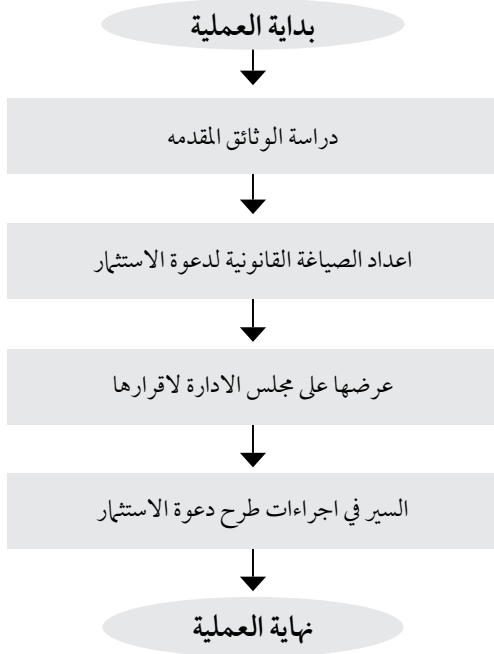 بداية العملية
دراسة الوثائق المقدمه
اعداد الصياغة القانونية لدعوة الاستثمار
عرضها على مجلس الادارة لاقرارها
السير في اجراءات طرح دعوة الاستثمار
نهاية العملية